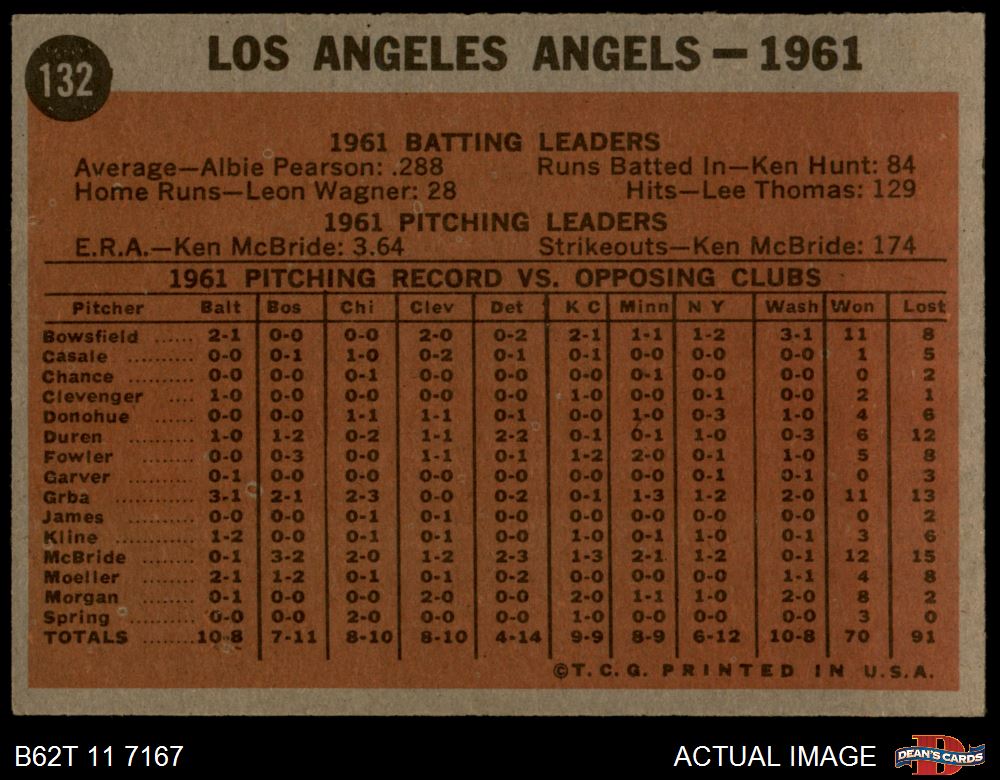 132
LOS ANGELES ANGELS — 1961
1961 BATTING LEADERS
Average—Albie Pearson: .288 Runs Batted In—Ken Hunt: 84
Home Runs—Leon Wagner: 28 Hits—Lee Thomas: 129
1961 PITCHING LEADERS
E.R.A.—Ken McBride: 3.64 Strikeouts—Ken McBride: 174
1961 PITCHING RECORD VS. OPPOSING CLUBS
Pitcher Balt Bos Chi Clev Det K C Minn N Y Wash Won Lost
Bowsfield ...... 2-1 0-0 0-0 2-0 0-2 2-1 1-1 1-2 3-1 11 8
Casale .......... 0-0 0-1 1-0 0-2 0-1 0-1 0-0 0-0 0-0 1 5
Chance .......... 0-0 0-0 0-1 0-0 0-0 0-0 0-1 0-0 0-0 0 2
Clevenger .... 1-0 0-0 0-0 0-0 0-0 1-0 0-0 0-1 0-0 2 1
Donohue ....... 0-0 0-0 1-1 1-1 0-1 0-0 1-0 0-3 1-0 4 6
Duren .......... 1-0 1-2 0-2 1-1 2-2 0-1 0-1 1-0 0-3 6 12
Fowler ......... 0-0 0-3 0-0 1-1 0-1 1-2 2-0 0-1 1-0 5 8
Garver ......... 0-1 0-0 0-0 0-0 0-0 0-0 0-0 0-1 0-1 0 3
Grba ............ 3-1 2-1 2-3 0-0 0-2 0-1 1-3 1-2 2-0 11 13
James .......... 0-0 0-0 0-1 0-1 0-0 0-0 0-0 0-0 0-0 0 2
Kline ............ 1-2 0-0 0-1 0-1 0-0 1-0 0-1 1-0 0-1 3 6
McBride ....... 0-1 3-2 2-0 1-2 2-3 1-3 2-1 1-2 0-1 12 15
Moeller ........ 2-1 1-2 0-1 0-1 0-2 0-0 0-0 0-0 1-1 4 8
Morgan ........ 0-1 0-0 0-0 2-0 0-0 2-0 1-1 1-0 2-0 8 2
Spring .......... 0-0 0-0 2-0 0-0 0-0 1-0 0-0 0-0 0-0 3 0
TOTALS ....... 10-8 7-11 8-10 8-10 4-14 9-9 8-9 6-12 10-8 70 91
©T.C.G. PRINTED IN U.S.A.
B62T 11 7167 ACTUAL IMAGE DEAN'S CARDS